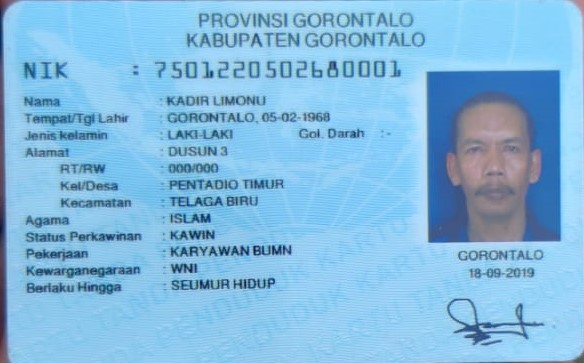 PROVINSI GORONTALO
KABUPATEN GORONTALO
NIK : 7501220502680001
Nama : KADIR LIMONU
Tempat/Tgl Lahir : GORONTALO, 05-02-1968
Jenis kelamin : LAKI-LAKI Gol. Darah :-
Alamat : DUSUN 3
RT/RW : 000/000
Kel/Desa : PENTADIO TIMUR
Kecamatan : TELAGA BIRU
Agama : ISLAM
Status Perkawinan : KAWIN
Pekerjaan : KARYAWAN BUMN
Kewarganegaraan : WNI
Berlaku Hingga : SEUMUR HIDUP
GORONTALO
18-09-2019